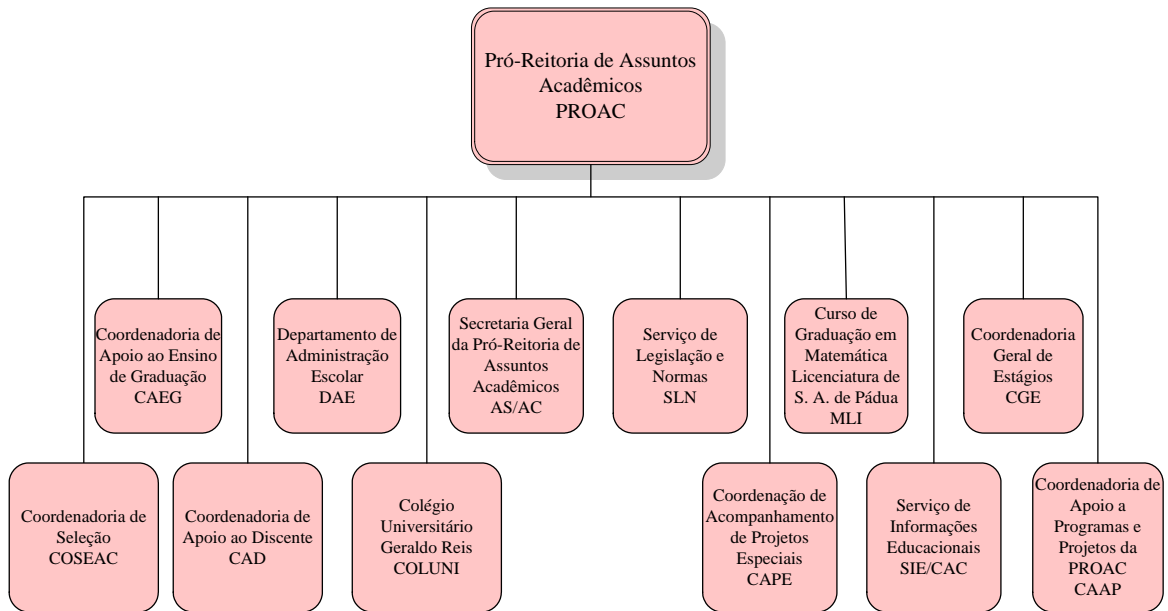 Pró-Reitoria de Assuntos
Acadêmicos
PROAC
Coordenadoria de
Apoio ao Ensino
de Graduação
CAEG
Departamento de
Administração
Escolar
DAE
Secretaria Geral
da Pró-Reitoria de
Assuntos
Acadêmicos
AS/AC
Serviço de
Legislação e
Normas
SLN
Curso de
Graduação em
Matemática
Licenciatura de
S. A. de Pádua
MLI
Coordenadoria
Geral de
Estágios
CGE
Coordenadoria de
Seleção
COSEAC
Coordenadoria de
Apoio ao Discente
CAD
Colégio
Universitário
Geraldo Reis
COLUNI
Coordenação de
Acompanhamento
de Projetos
Especiais
CAPE
Serviço de
Informações
Educacionais
SIE/CAC
Coordenadoria de
Apoio a
Programas e
Projetos da
PROAC
CAAP